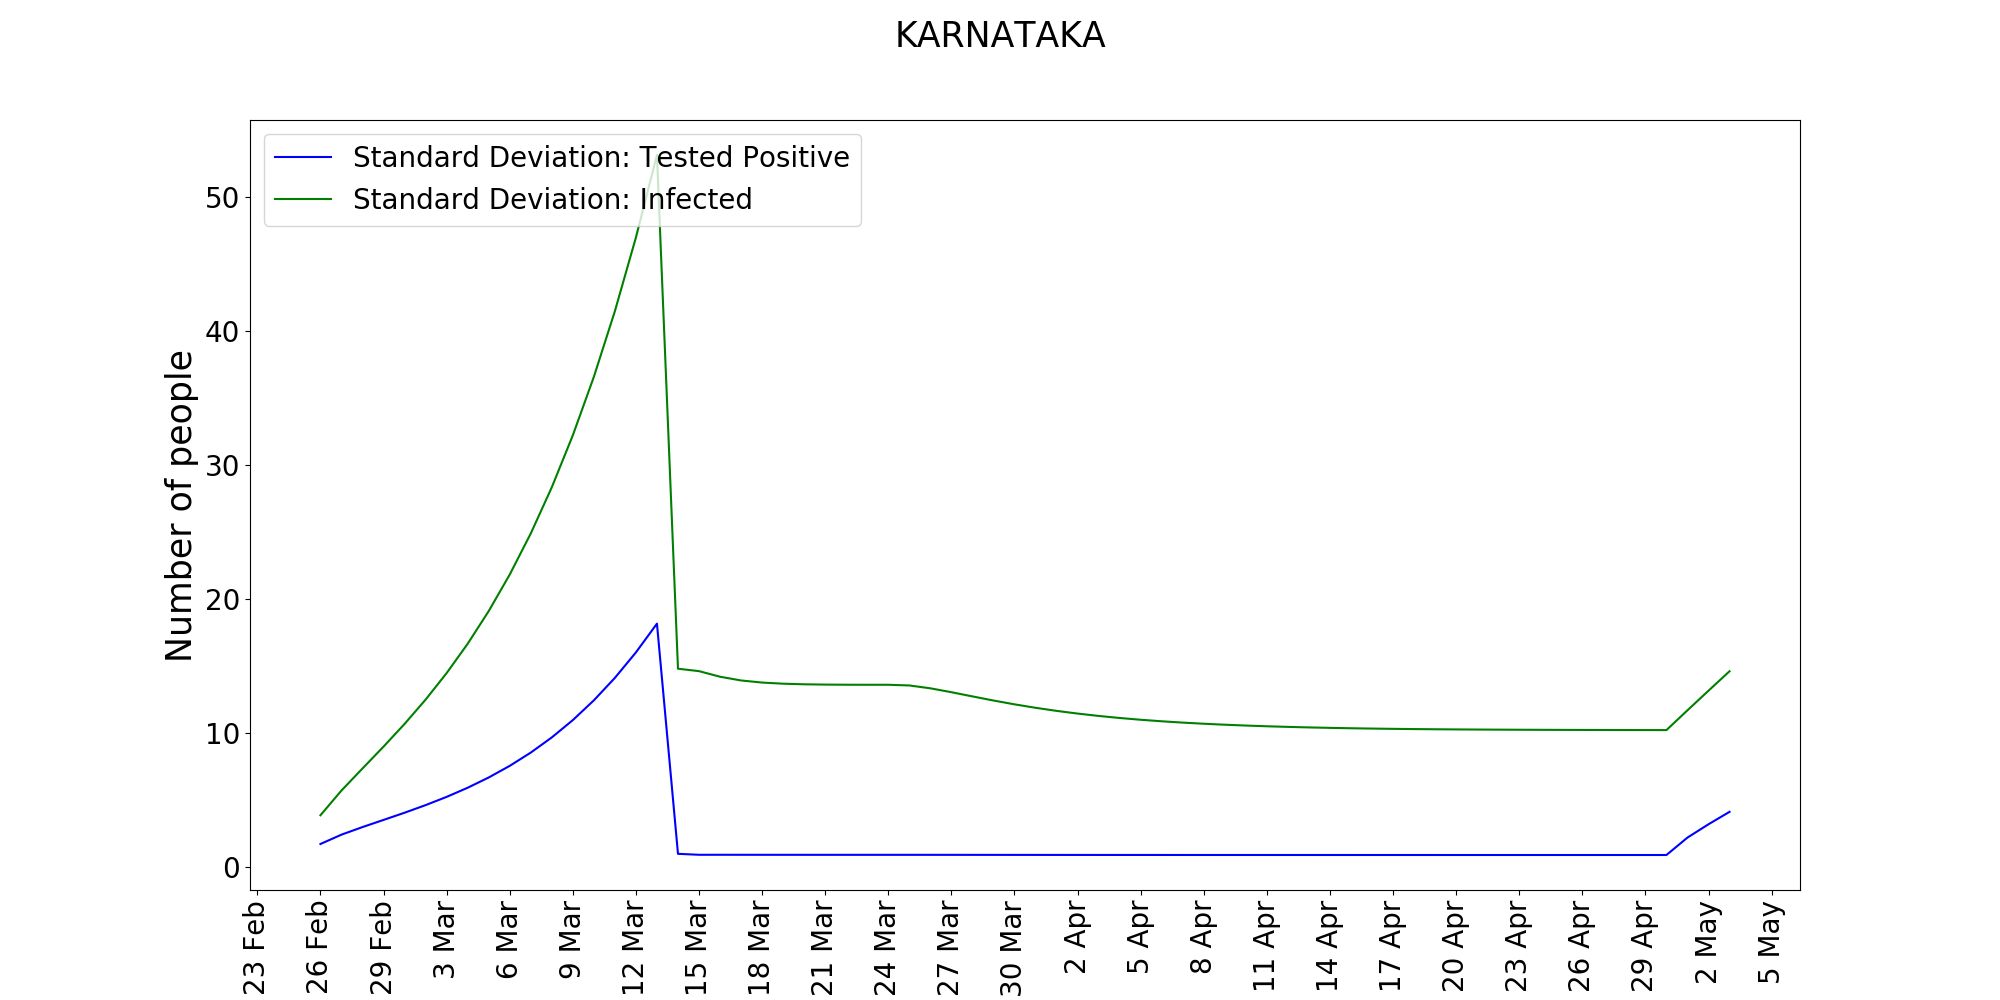 KARNATAKA
Standard Deviation: Tested Positive
Standard Deviation: Infected
Number of people
50
40
30
20
10
0
23 Feb
26 Feb
29 Feb
3 Mar
6 Mar
9 Mar
12 Mar
15 Mar
18 Mar
21 Mar
24 Mar
27 Mar
30 Mar
2 Apr
5 Apr
8 Apr
11 Apr
14 Apr
17 Apr
20 Apr
23 Apr
26 Apr
29 Apr
2 May
5 May